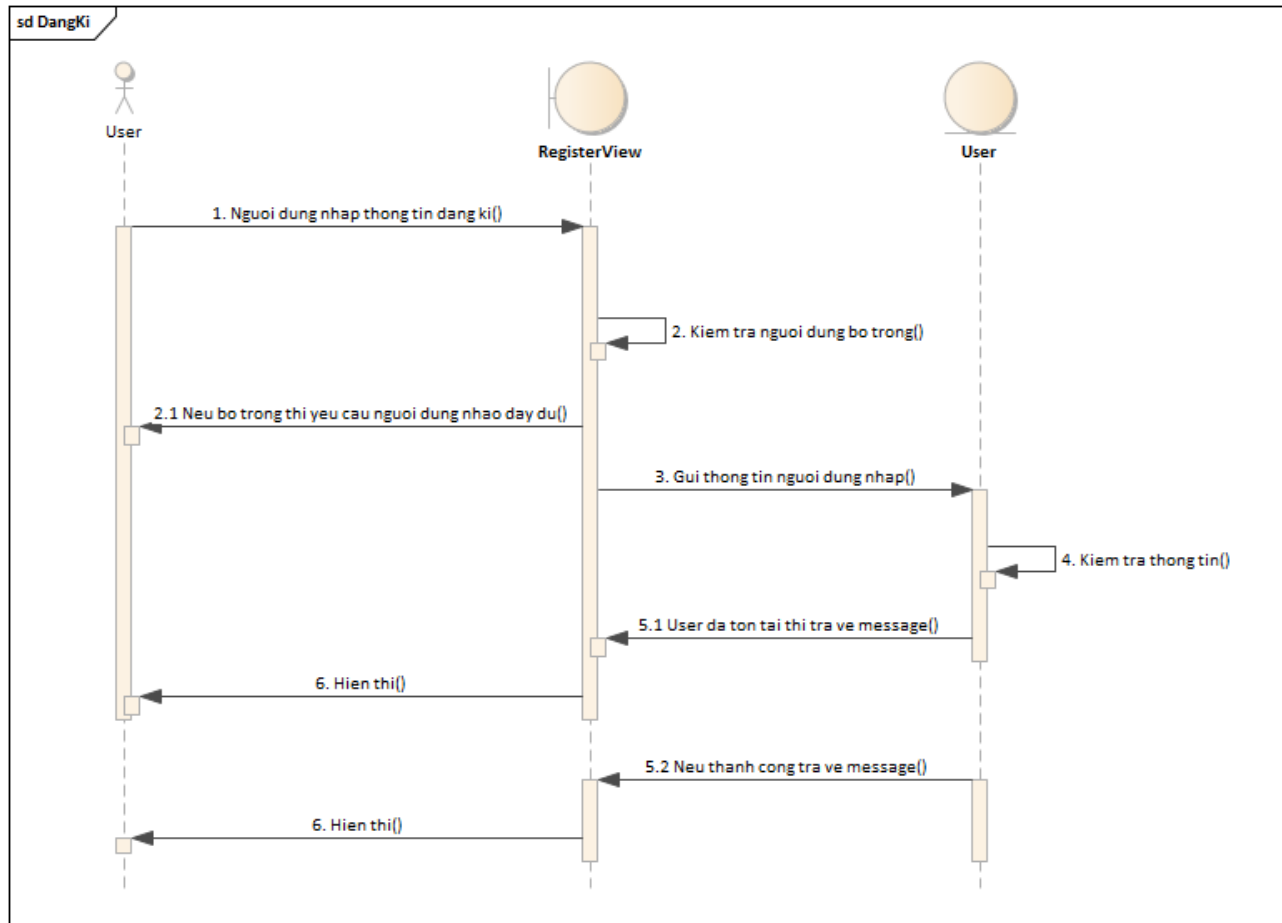 sd DangKi
User
RegisterView
User
1. Nguoi dung nhap thong tin dang ki()
2. Kiem tra nguoi dung bo trong()
2.1 Neu bo trong thi yeu cau nguoi dung nhao day du()
3. Gui thong tin nguoi dung nhap()
4. Kiem tra thong tin()
5.1 User da ton tai thi tra ve message()
6. Hien thi()
5.2 Neu thanh cong tra ve message()
6. Hien thi()